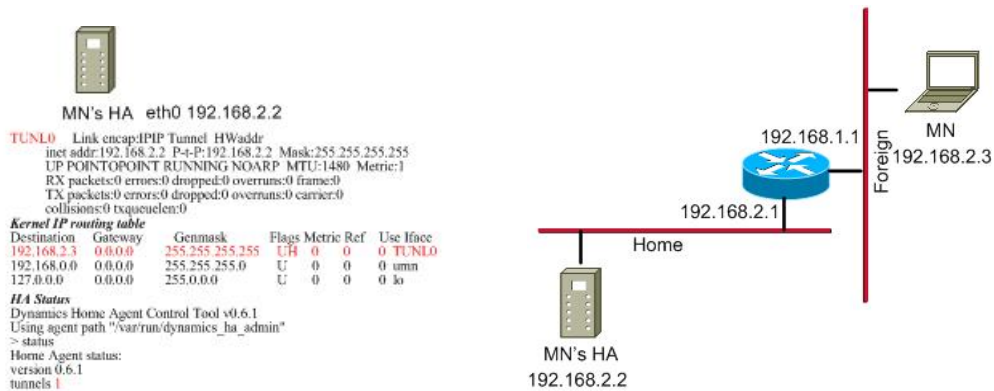 MN's HA eth0 192.168.2.2
TUNL0 Link encap:IPIP Tunnel HWaddr
inet addr:192.168.2.2 P-t-P:192.168.2.2 Mask:255.255.255.255
UP POINTOPOINT RUNNING NOARP MTU:1480 Metric:1
RX packets:0 errors:0 dropped:0 overruns:0 frame:0
TX packets:0 errors:0 dropped:0 overruns:0 carrier:0
collisions:0 txqueuelen:0
Kernel IP routing table
Destination Gateway Genmask Flags Metric Ref Use Iface
192.168.2.3 0.0.0.0 255.255.255.255 UH 0 0 0 TUNL0
192.168.0.0 0.0.0.0 255.255.255.0 U 0 0 0 umn
127.0.0.0 0.0.0.0 255.0.0.0 U 0 0 0 lo
HA Status
Dynamics Home Agent Control Tool v0.6.1
Using agent path "/var/run/dynamics_ha_admin"
> status
Home Agent status:
version 0.6.1
tunnels 1
192.168.1.1
MN
192.168.2.3
Foreign
192.168.2.1
Home
MN's HA
192.168.2.2